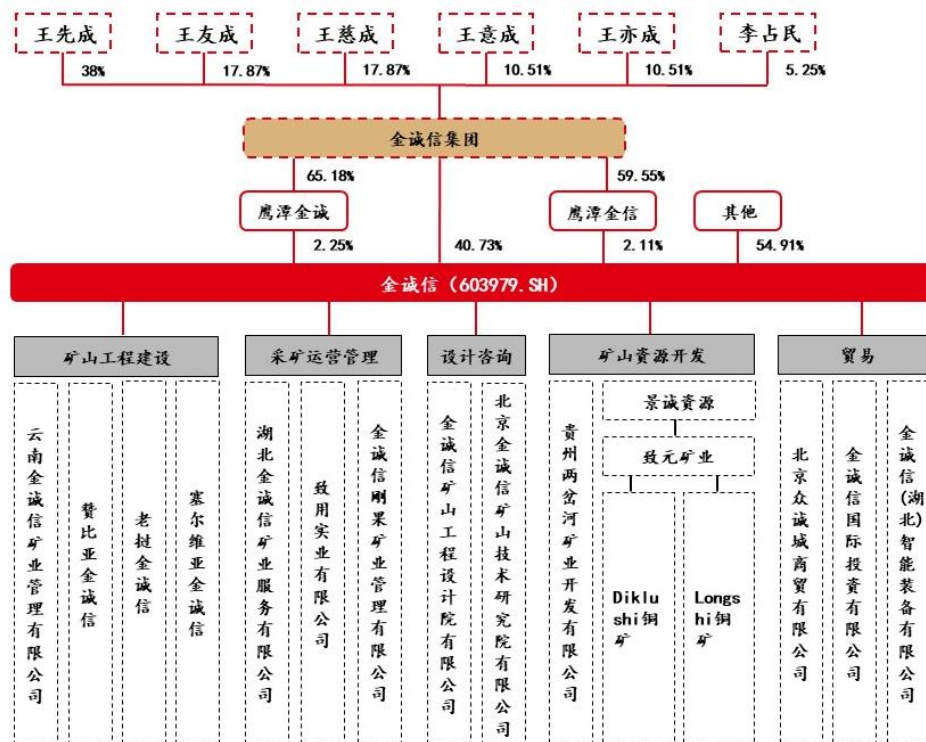 王先成 王友成 王慈成 王意成 王亦成 李占民
38% 17.87% 17.87% 10.51% 10.51% 5.25%
金诚信集团
65.18% 59.55%
鹰潭金诚 鹰潭金信 其他
2.25% 40.73% 2.11% 54.91%
金诚信（603979.SH）
矿山工程建设 采矿运营管理 设计咨询 矿山资源开发 贸易
云南金诚信矿业管理有限公司
赞比亚金诚信
老挝金诚信
塞尔维亚金诚信
湖北金诚信矿业服务有限公司
致用实业有限公司
金诚信刚果矿业管理有限公司
金诚信矿山工程设计院有限公司
北京金诚信矿山技术研究院有限公司
贵州两岔河矿业开发有限公司
景诚资源
致元矿业
Diklu
shi铜
矿
Longs
hi铜
矿
北京众诚城商贸有限公司
金诚信国际投资有限公司
金诚信(湖北)智能装备有限公司